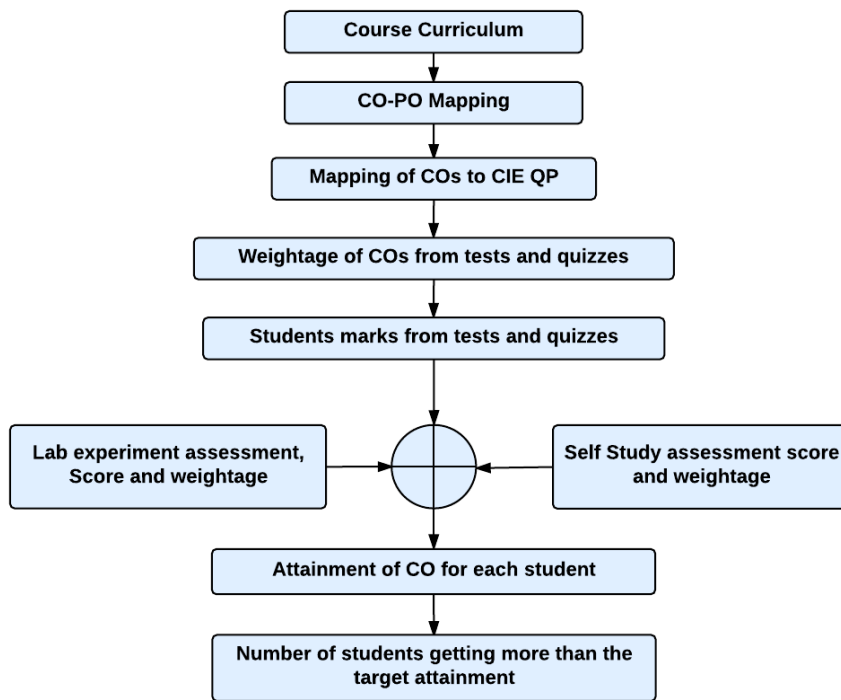 Course Curriculum
CO-PO Mapping
Mapping of COs to CIE QP
Weightage of COs from tests and quizzes
Students marks from tests and quizzes
Lab experiment assessment,
Score and weightage
Self Study assessment score
and weightage
Attainment of CO for each student
Number of students getting more than the
target attainment